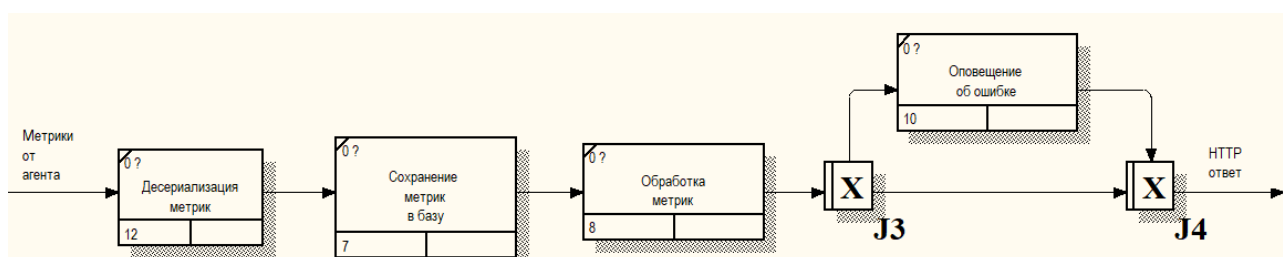 Метрики
от
агента
0 ?
Десериализация
метрик
12
0 ?
Сохранение
метрик
в базу
7
0 ?
Обработка
метрик
8
X
J3
0 ?
Оповещение
об ошибке
10
X
J4
HTTP
ответ